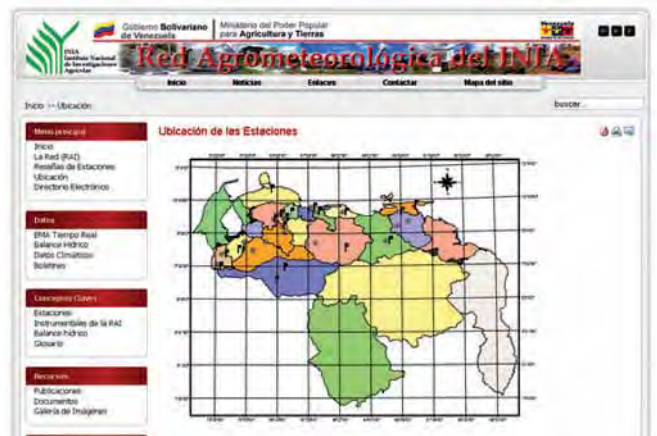 Gobierno Bolivariano
de Venezuela
Ministerio del Poder Popular
para Agricultura y Tierras
Venezuela
INIA
Instituto Nacional
de Investigaciones
Agrícolas
Red Agrometeorológica del INIA
Inicio
Noticias
Enlaces
Contactar
Mapa del sitio
Inicio
Ubicación
buscar...
Menú principal
Inicio
La Red (RAI)
Reseñas de Estaciones
Ubicación
Directorio Electrónico
Ubicación de las Estaciones
Datos
EMA Tiempo Real
Balance Hídrico
Datos Climáticos
Boletines
Conceptos Claves
Estaciones
Instrumentales de la RAI
Balance hídrico
Glosario
Recursos
Publicaciones
Documentos
Galería de Imágenes